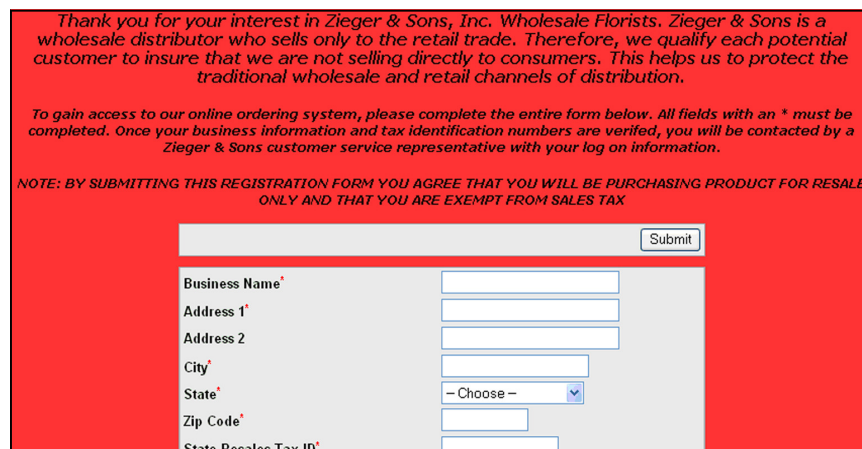 Thank you for your interest in Zieger & Sons, Inc. Wholesale Florists. Zieger & Sons is a
wholesale distributor who sells only to the retail trade. Therefore, we qualify each potential
customer to insure that we are not selling directly to consumers. This helps us to protect the
traditional wholesale and retail channels of distribution.
To gain access to our online ordering system, please complete the entire form below. All fields with an * must be
completed. Once your business information and tax identification numbers are verifed, you will be contacted by a
Zieger & Sons customer service representative with your log on information.
NOTE: BY SUBMITTING THIS REGISTRATION FORM YOU AGREE THAT YOU WILL BE PURCHASING PRODUCT FOR RESALE
ONLY AND THAT YOU ARE EXEMPT FROM SALES TAX
Submit
Business Name*
Address 1*
Address 2
City*
State* -- Choose --
Zip Code*
State Resales Tax ID*